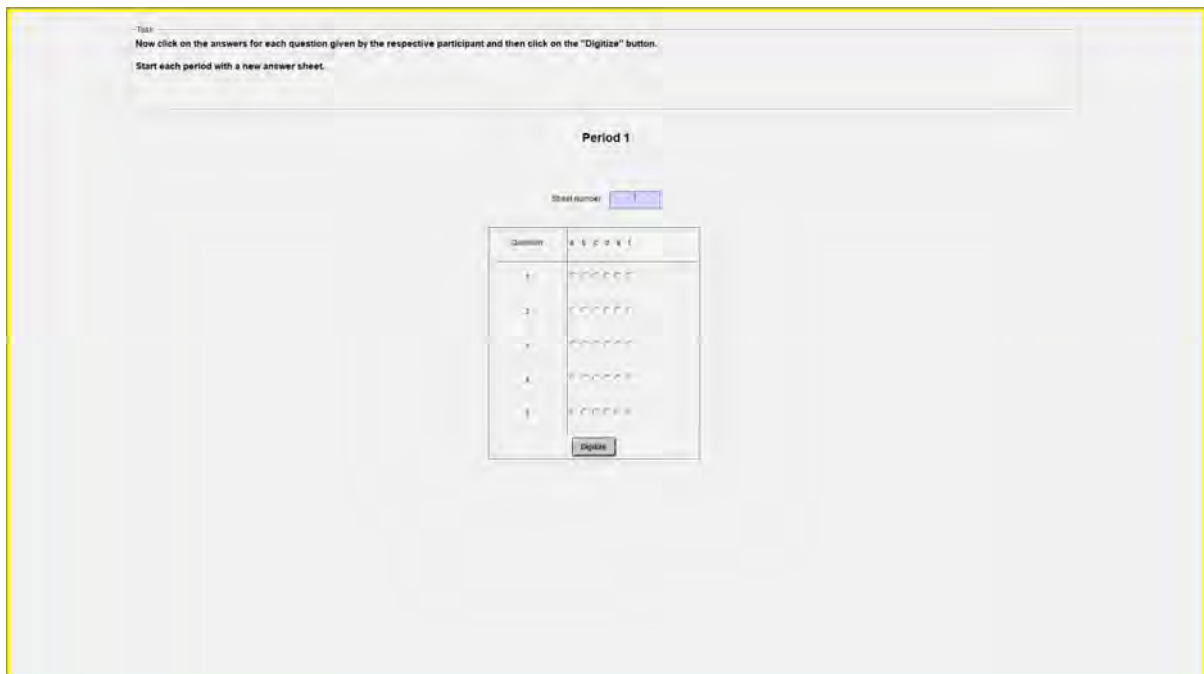 Task
Now click on the answers for each question given by the respective participant and then click on the "Digitize" button.
Start each period with a new answer sheet.
Period 1
number 1
Question a b c d e f
1
2
3
4
5
Digitize